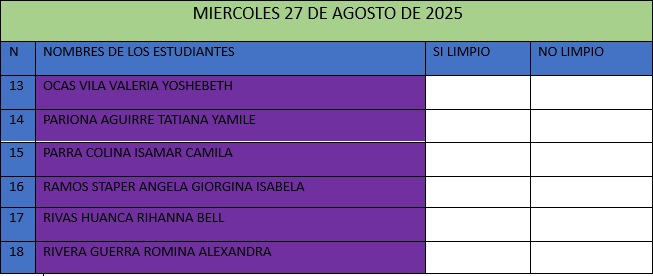 MIERCOLES 27 DE AGOSTO DE 2025
N NOMBRES DE LOS ESTUDIANTES SI LIMPIO NO LIMPIO
13 OCAS VILA VALERIA YOSHEBETH
14 PARIONA AGUIRRE TATIANA YAMILE
15 PARRA COLINA ISAMAR CAMILA
16 RAMOS STAPER ANGELA GIORGINA ISABELA
17 RIVAS HUANCA RIHANNA BELL
18 RIVERA GUERRA ROMINA ALEXANDRA